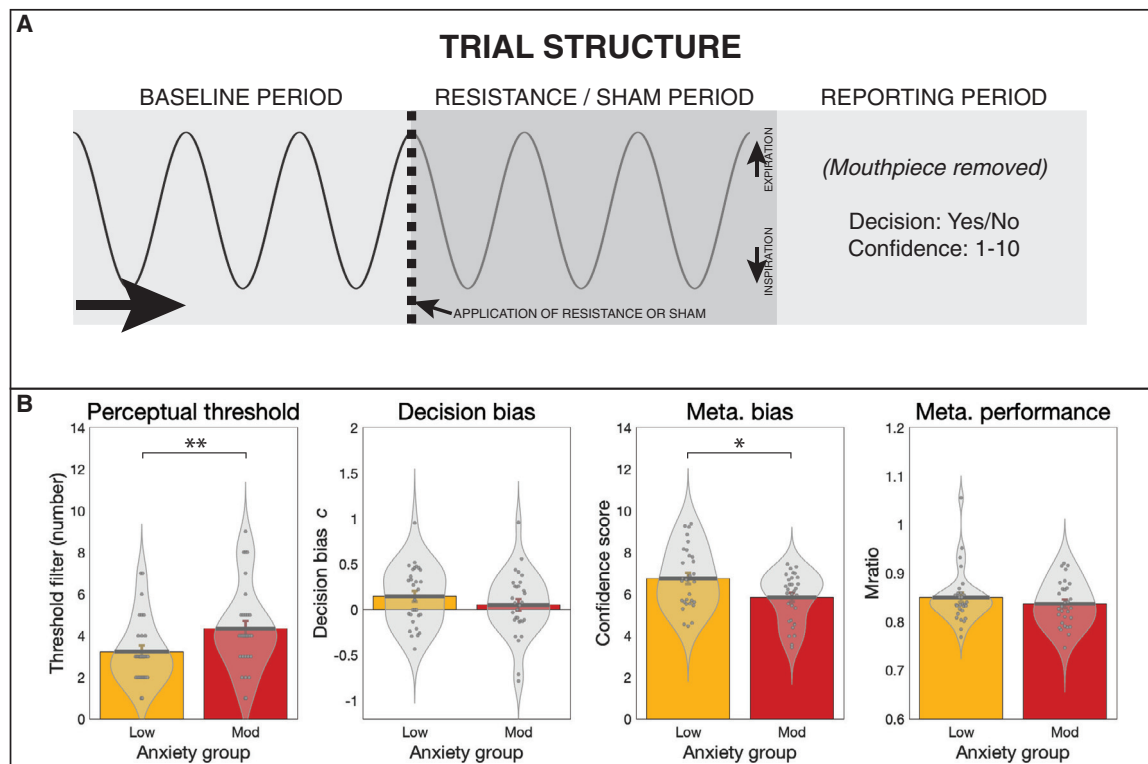 A
TRIAL STRUCTURE
BASELINE PERIOD
RESISTANCE / SHAM PERIOD
REPORTING PERIOD
EXPIRATION
INSPIRATION
(Mouthpiece removed)
Decision: Yes/No
Confidence: 1-10
APPLICATION OF RESISTANCE OR SHAM
B
Perceptual threshold
Threshold filter (number)
14
12
10
8
6
4
2
0
**
Low
Mod
Anxiety group
Decision bias
Decision bias c
2
1.5
1
0.5
0
-0.5
-1
Low
Mod
Anxiety group
Meta. bias
Confidence score
14
12
10
8
6
4
2
0
*
Low
Mod
Anxiety group
Meta. performance
Mratio
1.2
1.1
1
0.9
0.8
0.7
0.6
Low
Mod
Anxiety group